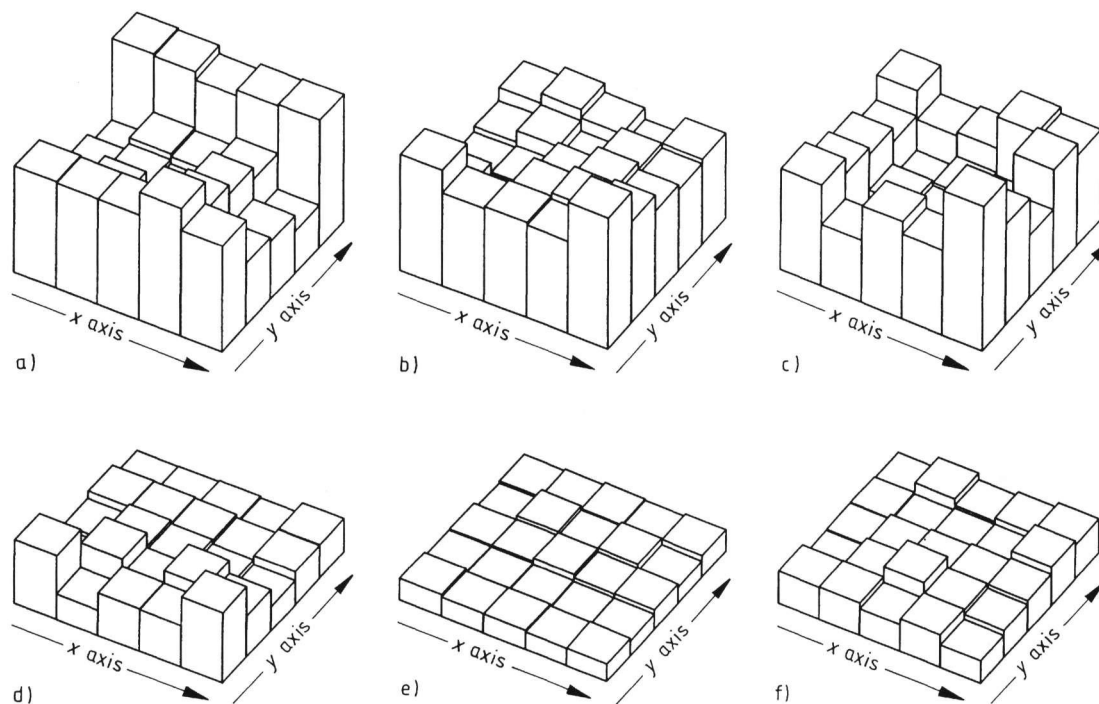 x axis
y axis
a)
x axis
y axis
b)
x axis
y axis
c)
x axis
y axis
d)
x axis
y axis
e)
x axis
y axis
f)